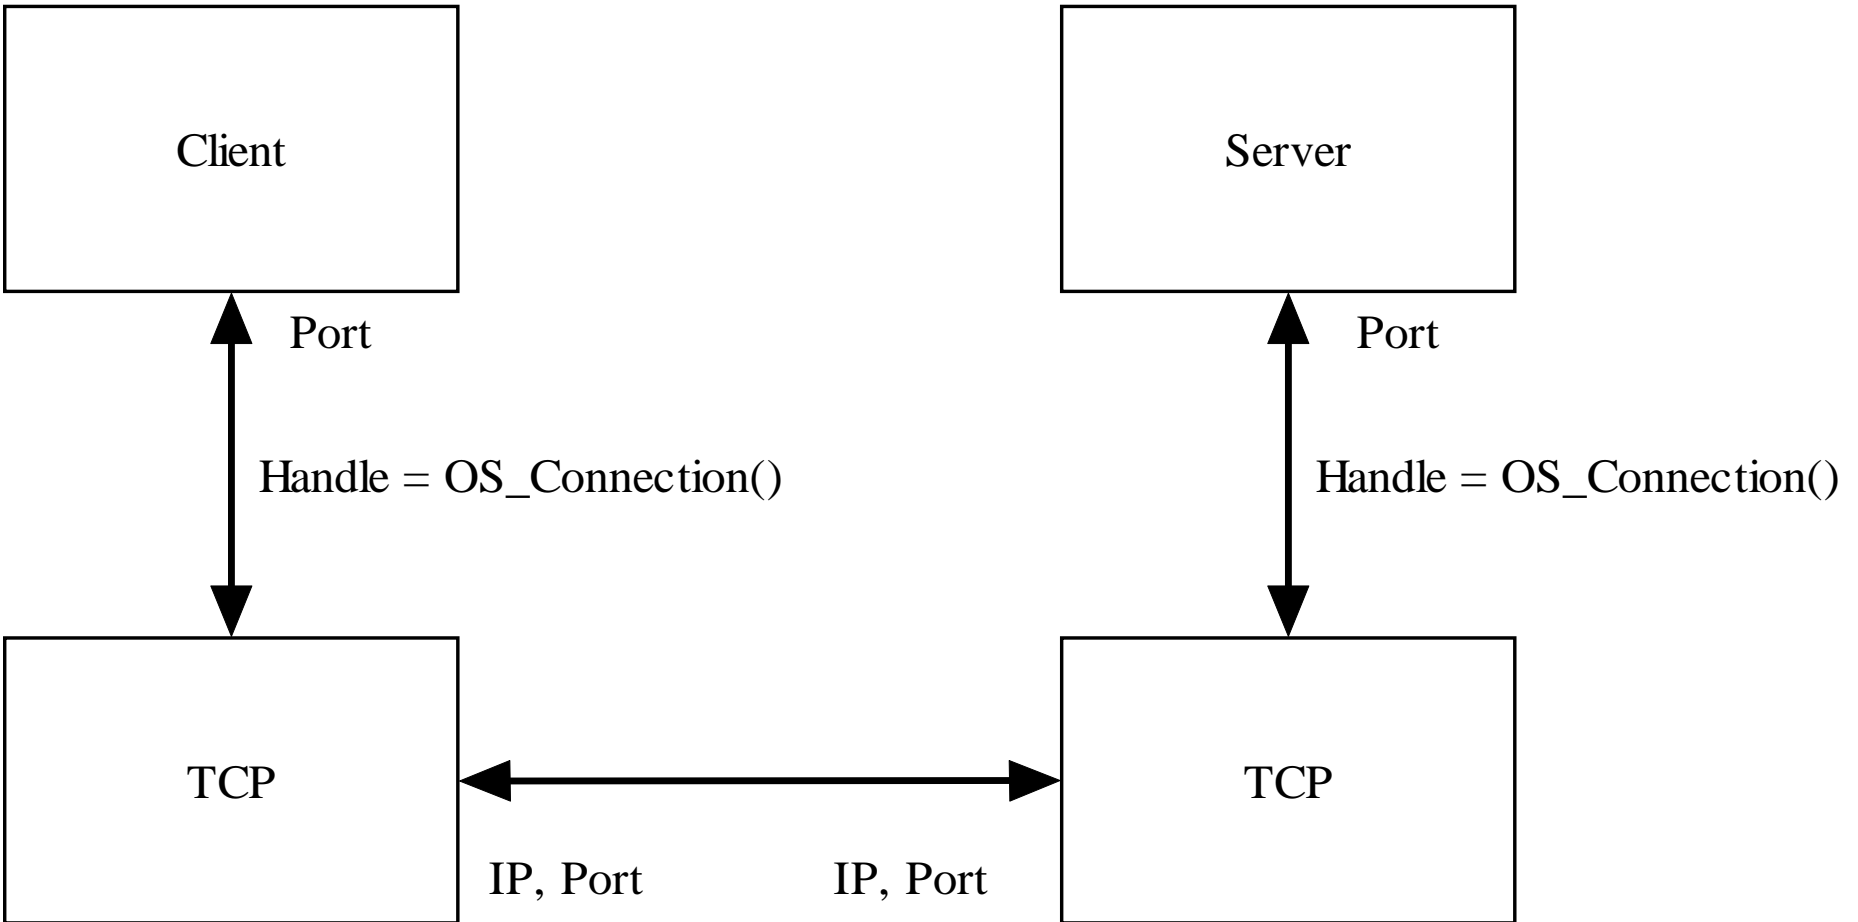 Client
Server
Port
Port
Handle = OS_Connection()
Handle = OS_Connection()
TCP
TCP
IP, Port
IP, Port